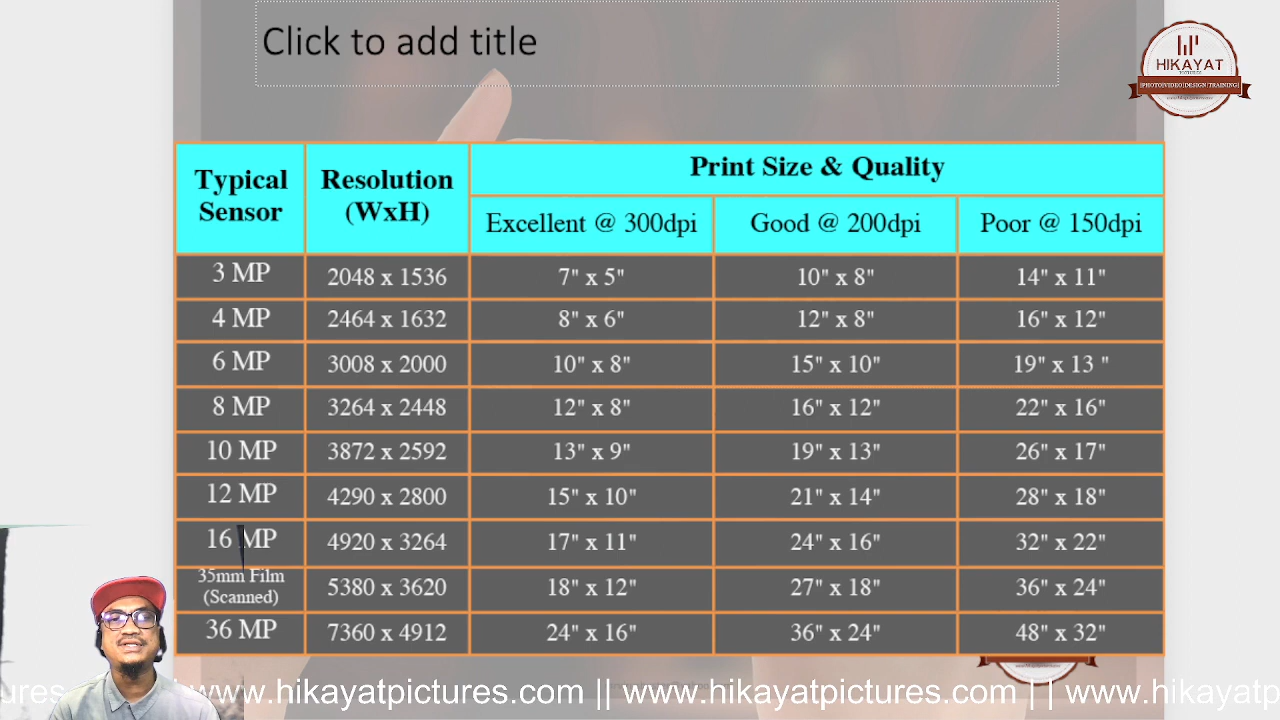 Click to add title
HIKAYAT
PICTURES
|PHOTO|VIDEO|DESIGN|TRAINING|
Typical Sensor
Resolution (WxH)
Print Size & Quality
Excellent @ 300dpi
Good @ 200dpi
Poor @ 150dpi
3 MP 2048 x 1536 7" x 5" 10" x 8" 14" x 11"
4 MP 2464 x 1632 8" x 6" 12" x 8" 16" x 12"
6 MP 3008 x 2000 10" x 8" 15" x 10" 19" x 13 "
8 MP 3264 x 2448 12" x 8" 16" x 12" 22" x 16"
10 MP 3872 x 2592 13" x 9" 19" x 13" 26" x 17"
12 MP 4290 x 2800 15" x 10" 21" x 14" 28" x 18"
16 MP 4920 x 3264 17" x 11" 24" x 16" 32" x 22"
35mm Film (Scanned) 5380 x 3620 18" x 12" 27" x 18" 36" x 24"
36 MP 7360 x 4912 24" x 16" 36" x 24" 48" x 32"
ures www.hikayatpictures.com || www.hikayatpictures.com || www.hikayatp